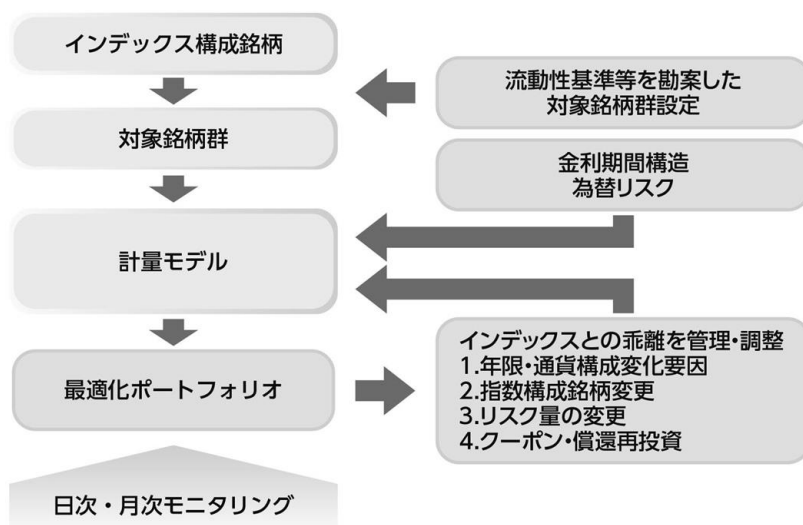 インデックス構成銘柄
流動性基準等を勘案した
対象銘柄群設定
対象銘柄群
金利期間構造
為替リスク
計量モデル
インデックスとの乖離を管理・調整
1.年限・通貨構成変化要因
2.指数構成銘柄変更
3.リスク量の変更
4.クーポン・償還再投資
最適化ポートフォリオ
日次・月次モニタリング